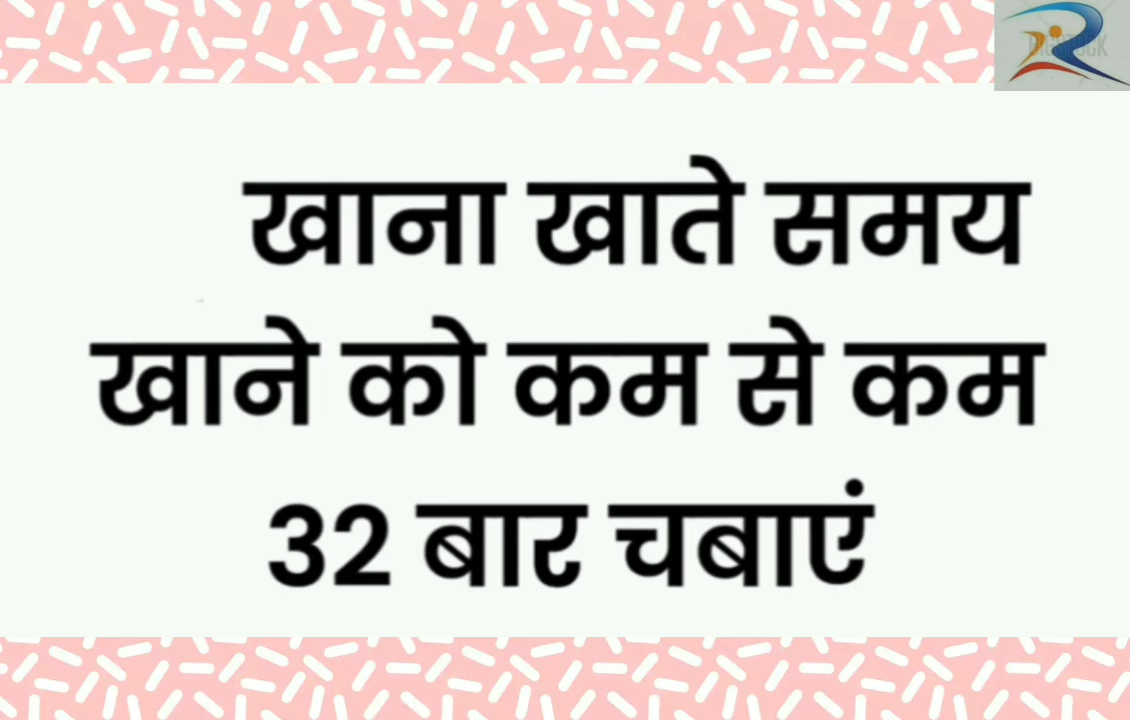 खाना खाते समय
खाने को कम से कम
32 बार चबाएं